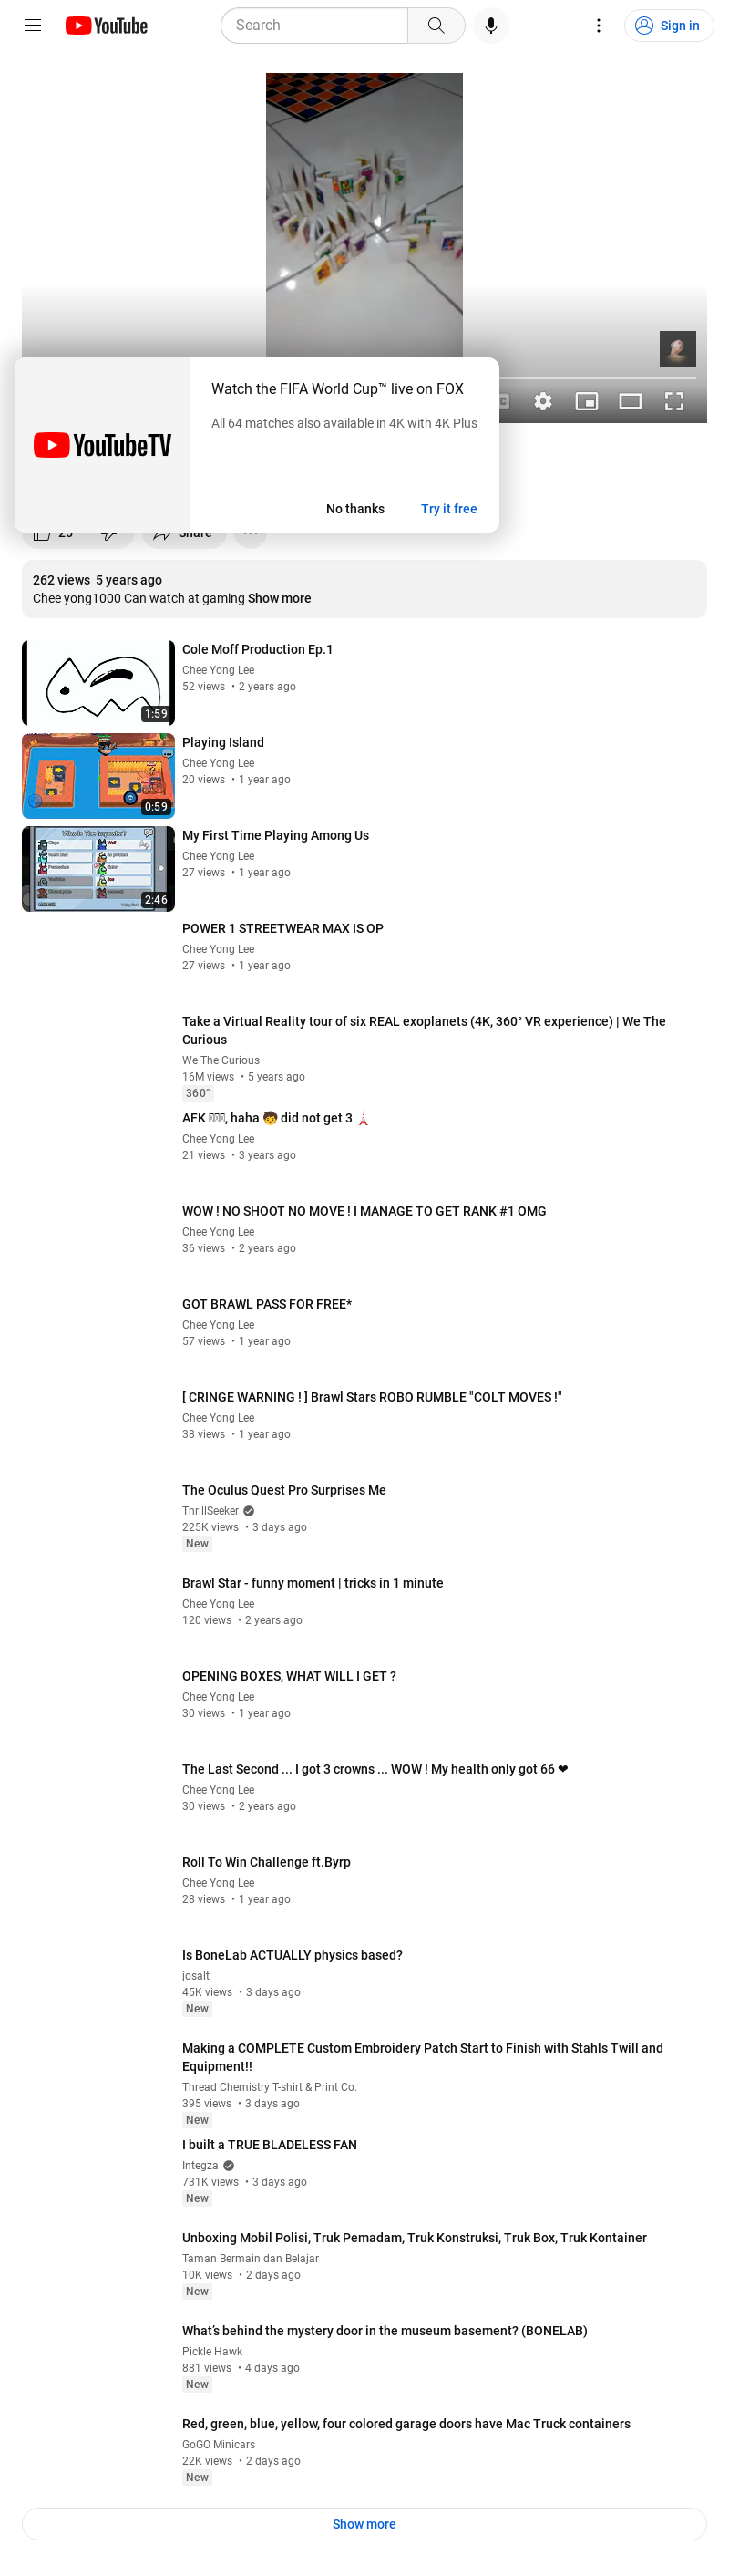 YouTube
Search
Sign in
YouTubeTV
Watch the FIFA World Cup™ live on FOX
All 64 matches also available in 4K with 4K Plus
No thanks
Try it free
25
Share
262 views 5 years ago
Chee yong1000 Can watch at gaming Show more
Cole Moff Production Ep.1
Chee Yong Lee
52 views • 2 years ago
1:59
Playing Island
Chee Yong Lee
20 views • 1 year ago
0:59
My First Time Playing Among Us
Chee Yong Lee
27 views • 1 year ago
Who Is The Impostor?
2:46
POWER 1 STREETWEAR MAX IS OP
Chee Yong Lee
27 views • 1 year ago
Take a Virtual Reality tour of six REAL exoplanets (4K, 360° VR experience) | We The
Curious
We The Curious
16M views • 5 years ago
360°
AFK , haha 🧒 did not get 3 🗼
Chee Yong Lee
21 views • 3 years ago
WOW ! NO SHOOT NO MOVE ! I MANAGE TO GET RANK #1 OMG
Chee Yong Lee
36 views • 2 years ago
GOT BRAWL PASS FOR FREE*
Chee Yong Lee
57 views • 1 year ago
[ CRINGE WARNING ! ] Brawl Stars ROBO RUMBLE "COLT MOVES !"
Chee Yong Lee
38 views • 1 year ago
The Oculus Quest Pro Surprises Me
ThrillSeeker
225K views • 3 days ago
New
Brawl Star - funny moment | tricks in 1 minute
Chee Yong Lee
120 views • 2 years ago
OPENING BOXES, WHAT WILL I GET ?
Chee Yong Lee
30 views • 1 year ago
The Last Second ... I got 3 crowns ... WOW ! My health only got 66 ❤
Chee Yong Lee
30 views • 2 years ago
Roll To Win Challenge ft.Byrp
Chee Yong Lee
28 views • 1 year ago
Is BoneLab ACTUALLY physics based?
josalt
45K views • 3 days ago
New
Making a COMPLETE Custom Embroidery Patch Start to Finish with Stahls Twill and
Equipment!!
Thread Chemistry T-shirt & Print Co.
395 views • 3 days ago
New
I built a TRUE BLADELESS FAN
Integza
731K views • 3 days ago
New
Unboxing Mobil Polisi, Truk Pemadam, Truk Konstruksi, Truk Box, Truk Kontainer
Taman Bermain dan Belajar
10K views • 2 days ago
New
What's behind the mystery door in the museum basement? (BONELAB)
Pickle Hawk
881 views • 4 days ago
New
Red, green, blue, yellow, four colored garage doors have Mac Truck containers
GoGO Minicars
22K views • 2 days ago
New
Show more